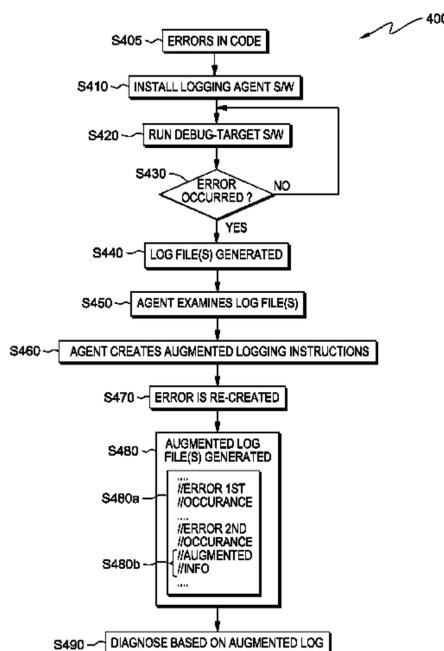 400
S405
ERRORS IN CODE
S410
INSTALL LOGGING AGENT S/W
S420
RUN DEBUG-TARGET S/W
S430
ERROR
OCCURRED ?
NO
YES
S440
LOG FILE(S) GENERATED
S450
AGENT EXAMINES LOG FILE(S)
S460
AGENT CREATES AUGMENTED LOGGING INSTRUCTIONS
S470
ERROR IS RE-CREATED
S480
AUGMENTED LOG
FILE(S) GENERATED
S480a
....
//ERROR 1ST
//OCCURANCE
....
//ERROR 2ND
//OCCURANCE
S480b
//AUGMENTED
//INFO
....
S490
DIAGNOSE BASED ON AUGMENTED LOG